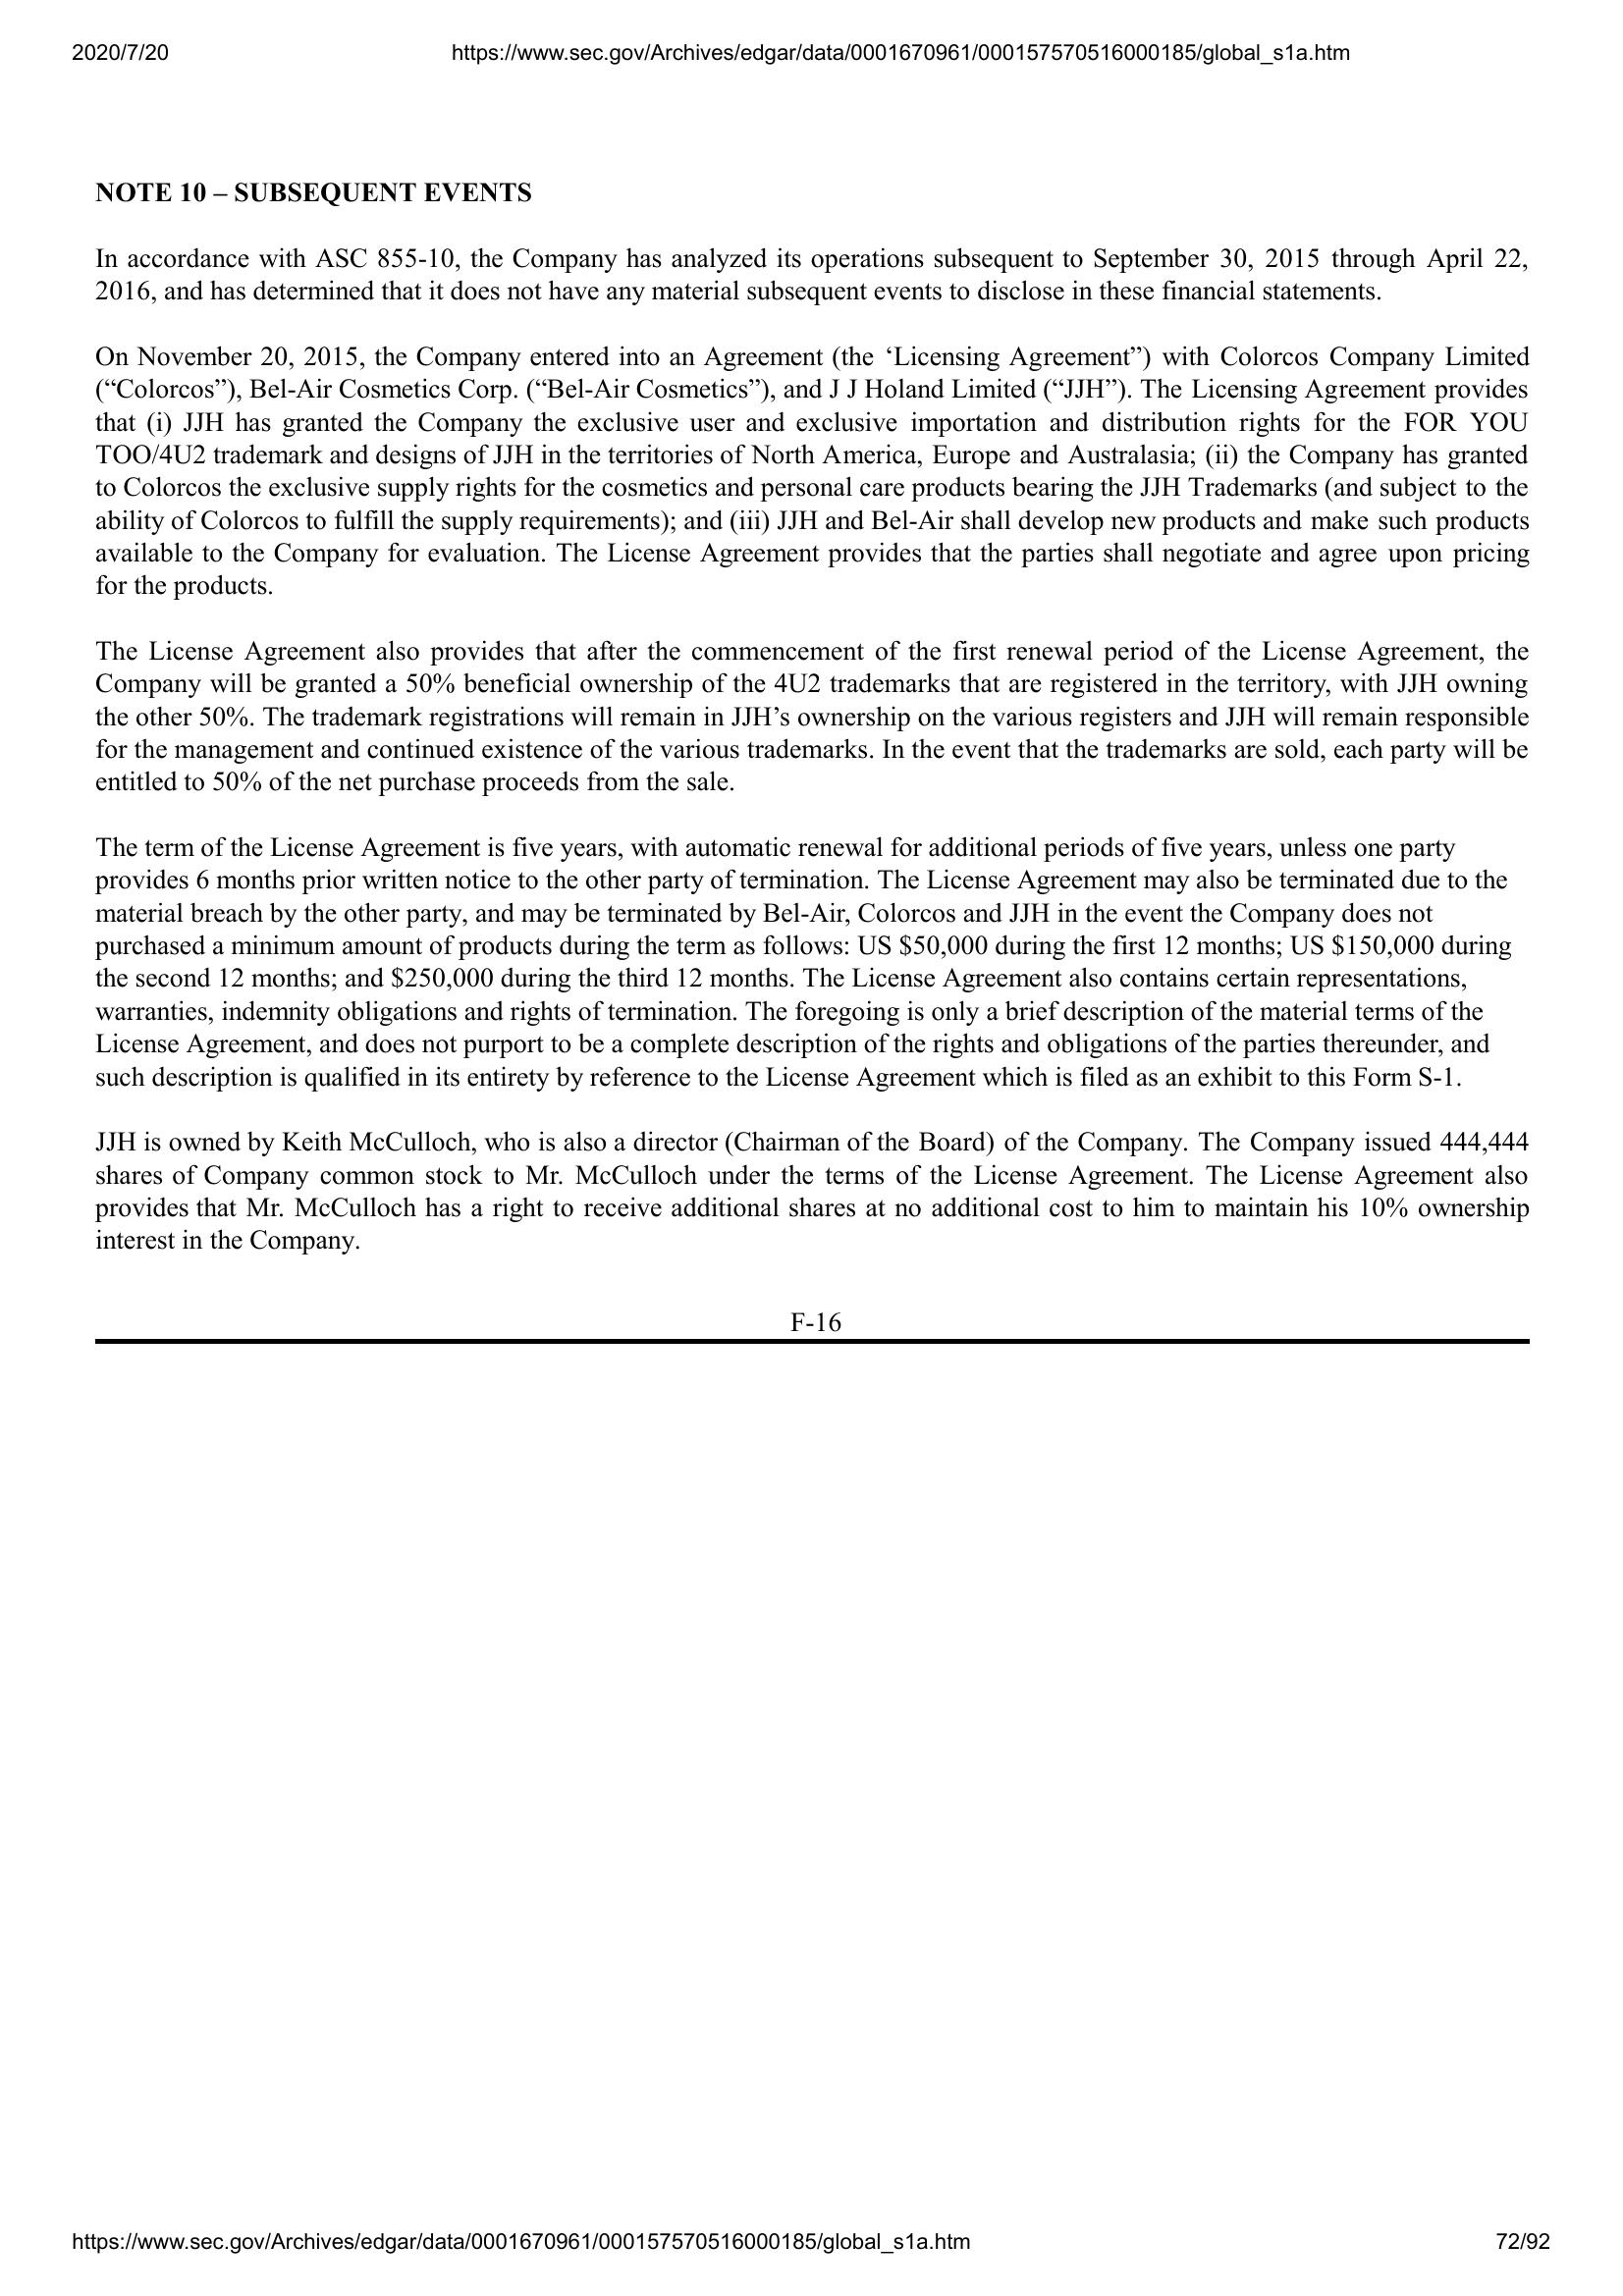 2020/7/20 https://www.sec.gov/Archives/edgar/data/0001670961/000157570516000185/global_s1a.htm
NOTE 10 – SUBSEQUENT EVENTS
In accordance with ASC 855-10, the Company has analyzed its operations subsequent to September 30, 2015 through April 22,
2016, and has determined that it does not have any material subsequent events to disclose in these financial statements.
On November 20, 2015, the Company entered into an Agreement (the ‘Licensing Agreement”) with Colorcos Company Limited
(“Colorcos”), Bel-Air Cosmetics Corp. (“Bel-Air Cosmetics”), and J J Holand Limited (“JJH”). The Licensing Agreement provides
that (i) JJH has granted the Company the exclusive user and exclusive importation and distribution rights for the FOR YOU
TOO/4U2 trademark and designs of JJH in the territories of North America, Europe and Australasia; (ii) the Company has granted
to Colorcos the exclusive supply rights for the cosmetics and personal care products bearing the JJH Trademarks (and subject to the
ability of Colorcos to fulfill the supply requirements); and (iii) JJH and Bel-Air shall develop new products and make such products
available to the Company for evaluation. The License Agreement provides that the parties shall negotiate and agree upon pricing
for the products.
The License Agreement also provides that after the commencement of the first renewal period of the License Agreement, the
Company will be granted a 50% beneficial ownership of the 4U2 trademarks that are registered in the territory, with JJH owning
the other 50%. The trademark registrations will remain in JJH’s ownership on the various registers and JJH will remain responsible
for the management and continued existence of the various trademarks. In the event that the trademarks are sold, each party will be
entitled to 50% of the net purchase proceeds from the sale.
The term of the License Agreement is five years, with automatic renewal for additional periods of five years, unless one party
provides 6 months prior written notice to the other party of termination. The License Agreement may also be terminated due to the
material breach by the other party, and may be terminated by Bel-Air, Colorcos and JJH in the event the Company does not
purchased a minimum amount of products during the term as follows: US $50,000 during the first 12 months; US $150,000 during
the second 12 months; and $250,000 during the third 12 months. The License Agreement also contains certain representations,
warranties, indemnity obligations and rights of termination. The foregoing is only a brief description of the material terms of the
License Agreement, and does not purport to be a complete description of the rights and obligations of the parties thereunder, and
such description is qualified in its entirety by reference to the License Agreement which is filed as an exhibit to this Form S-1.
JJH is owned by Keith McCulloch, who is also a director (Chairman of the Board) of the Company. The Company issued 444,444
shares of Company common stock to Mr. McCulloch under the terms of the License Agreement. The License Agreement also
provides that Mr. McCulloch has a right to receive additional shares at no additional cost to him to maintain his 10% ownership
interest in the Company.
F-16
https://www.sec.gov/Archives/edgar/data/0001670961/000157570516000185/global_s1a.htm 72/92